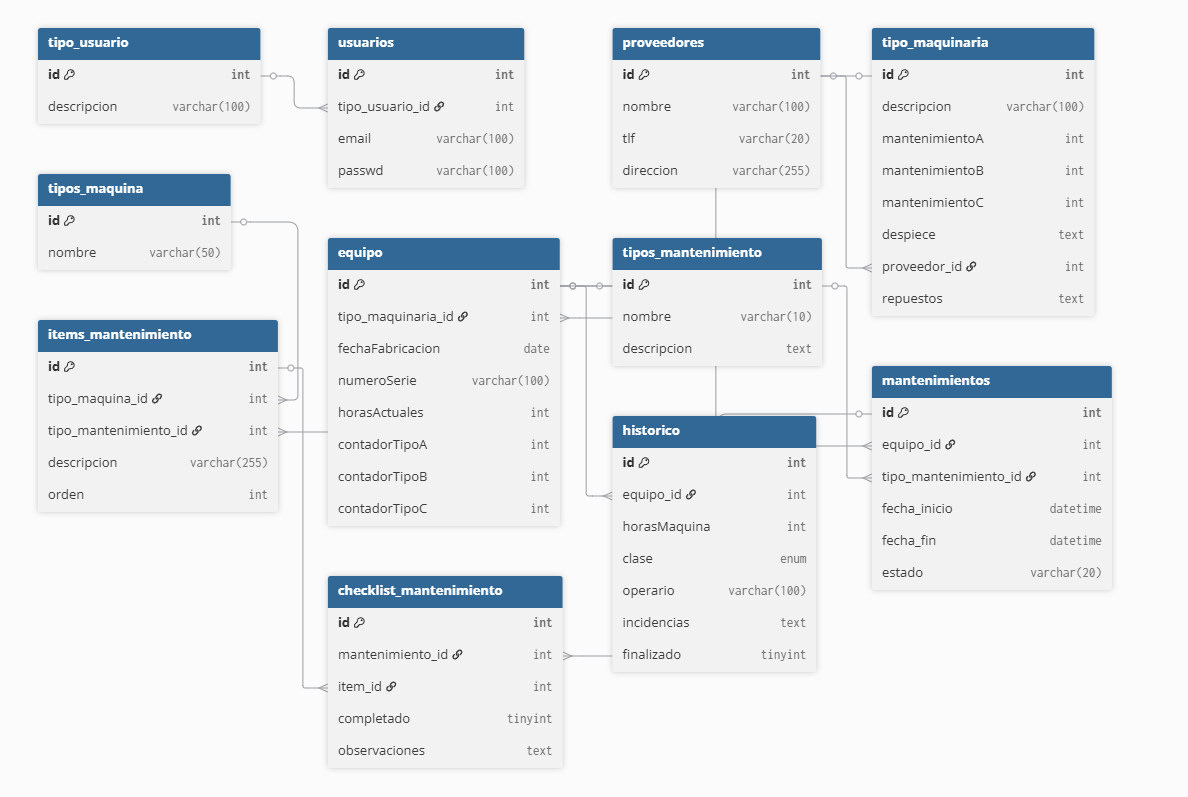 tipo_usuario
id int
descripcion varchar(100)
usuarios
id int
tipo_usuario_id int
email varchar(100)
passwd varchar(100)
proveedores
id int
nombre varchar(100)
tlf varchar(20)
direccion varchar(255)
tipo_maquinaria
id int
descripcion varchar(100)
mantenimientoA int
mantenimientoB int
mantenimientoC int
despiece text
proveedor_id int
repuestos text
tipos_maquina
id int
nombre varchar(50)
equipo
id int
tipo_maquinaria_id int
fechaFabricacion date
numeroSerie varchar(100)
horasActuales int
contadorTipoA int
contadorTipoB int
contadorTipoC int
tipos_mantenimiento
id int
nombre varchar(10)
descripcion text
items_mantenimiento
id int
tipo_maquina_id int
tipo_mantenimiento_id int
descripcion varchar(255)
orden int
mantenimientos
id int
equipo_id int
tipo_mantenimiento_id int
fecha_inicio datetime
fecha_fin datetime
estado varchar(20)
historico
id int
equipo_id int
horasMaquina int
clase enum
operario varchar(100)
incidencias text
finalizado tinyint
checklist_mantenimiento
id int
mantenimiento_id int
item_id int
completado tinyint
observaciones text